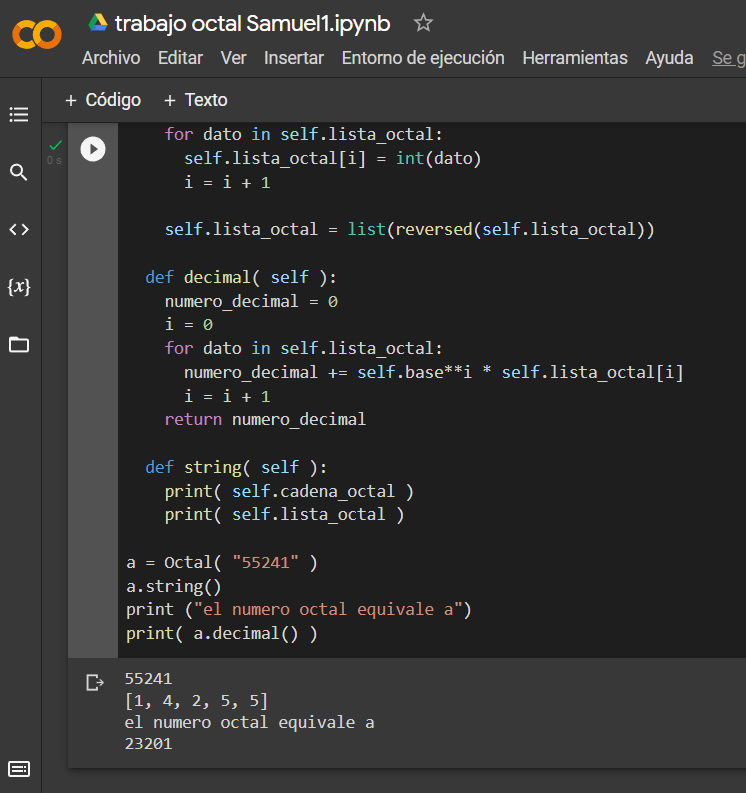 trabajo octal Samuel1.ipynb
Archivo Editar Ver Insertar Entorno de ejecución Herramientas Ayuda Se g
+ Código + Texto
for dato in self.lista_octal:
0 s
self.lista_octal[i] = int(dato)
i = i + 1
self.lista_octal = list(reversed(self.lista_octal))
{x}
def decimal( self ):
numero_decimal = 0
i = 0
for dato in self.lista_octal:
numero_decimal += self.base**i * self.lista_octal[i]
i = i + 1
return numero_decimal
def string( self ):
print( self.cadena_octal )
print( self.lista_octal )
a = Octal( "55241" )
a.string()
print ("el numero octal equivale a")
print( a.decimal() )
55241
[1, 4, 2, 5, 5]
el numero octal equivale a
23201